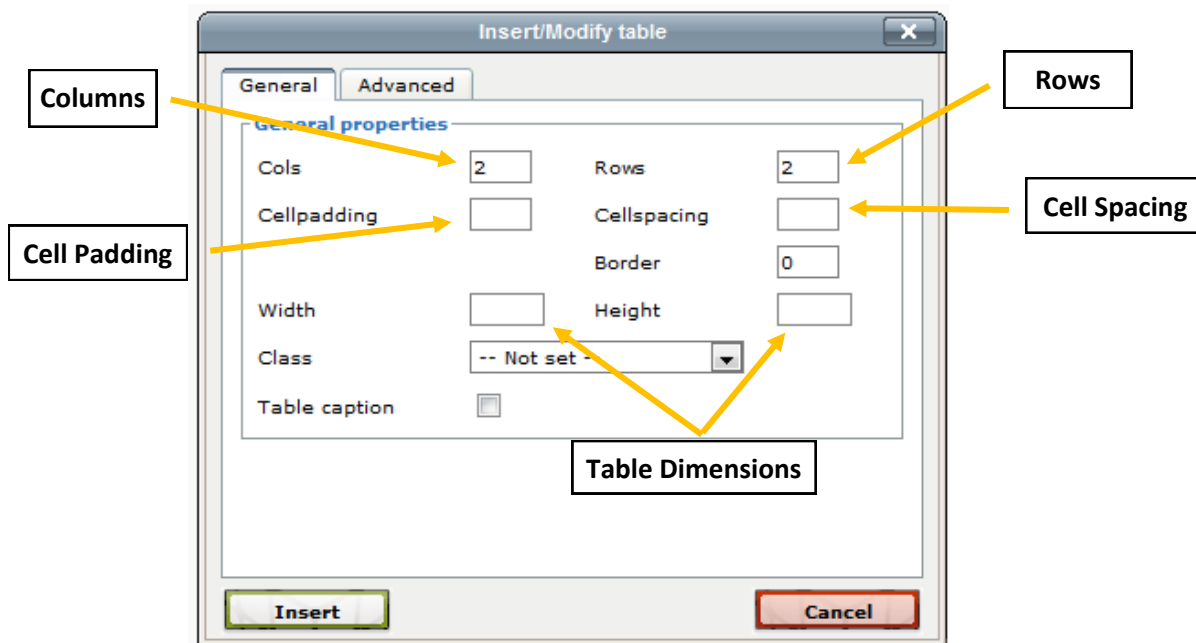 Insert/Modify table
General Advanced
Columns
Rows
General properties
Cols 2 Rows 2
Cellpadding Cellspacing
Cell Spacing
Cell Padding
Border 0
Width Height
Class -- Not set -
Table caption
Table Dimensions
Insert Cancel